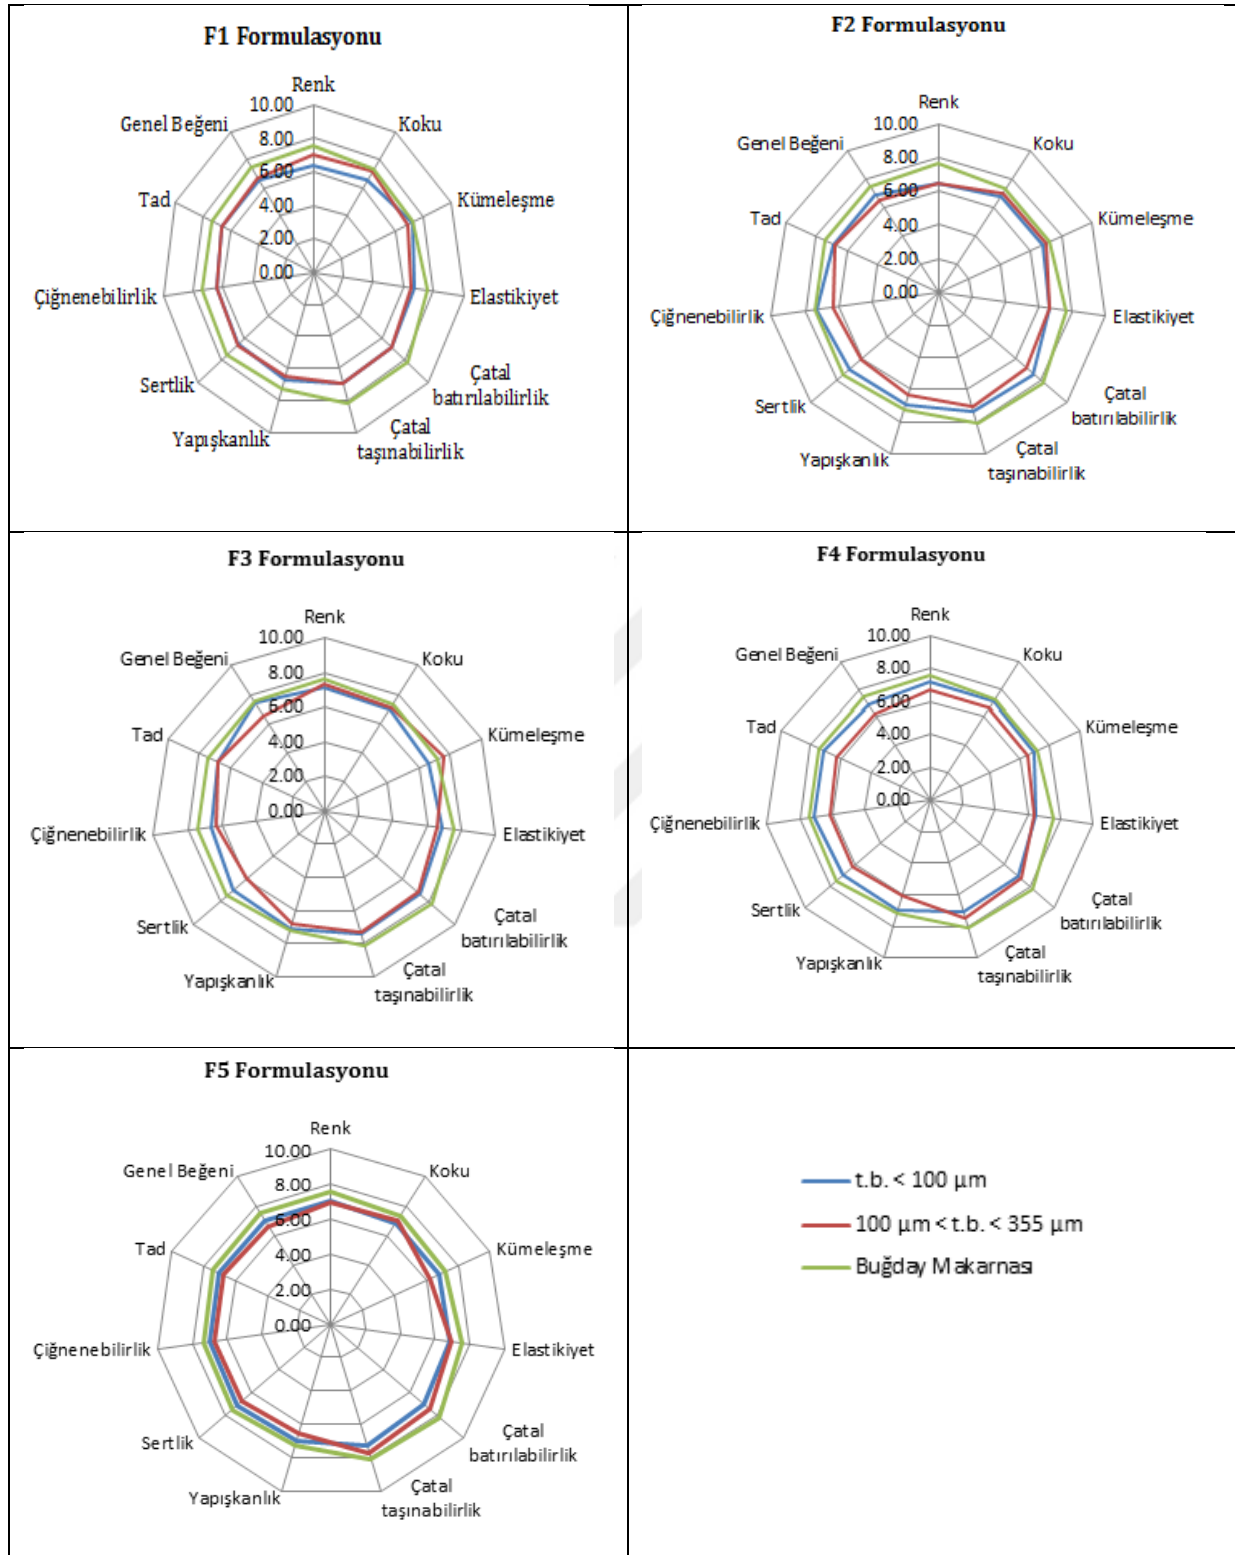 F1 Formulasyonu
Renk
Koku
Kümeleşme
Elastikiyet
Çatal
batırılabilirlik
Çatal
taşınabilirlik
Yapışkanlık
Sertlik
Çiğnenebilirlik
Tad
Genel Beğeni
10.00
8.00
6.00
4.00
2.00
0.00
F2 Formulasyonu
Renk
Koku
Kümeleşme
Elastikiyet
Çatal
batırılabilirlik
Çatal
taşınabilirlik
Yapışkanlık
Sertlik
Çiğnenebilirlik
Tad
Genel Beğeni
10.00
8.00
6.00
4.00
2.00
0.00
F3 Formulasyonu
Renk
Koku
Kümeleşme
Elastikiyet
Çatal
batırılabilirlik
Çatal
taşınabilirlik
Yapışkanlık
Sertlik
Çiğnenebilirlik
Tad
Genel Beğeni
10.00
8.00
6.00
4.00
2.00
0.00
F4 Formulasyonu
Renk
Koku
Kümeleşme
Elastikiyet
Çatal
batırılabilirlik
Çatal
taşınabilirlik
Yapışkanlık
Sertlik
Çiğnenebilirlik
Tad
Genel Beğeni
10.00
8.00
6.00
4.00
2.00
0.00
F5 Formulasyonu
Renk
Koku
Kümeleşme
Elastikiyet
Çatal
batırılabilirlik
Çatal
taşınabilirlik
Yapışkanlık
Sertlik
Çiğnenebilirlik
Tad
Genel Beğeni
10.00
8.00
6.00
4.00
2.00
0.00
t.b. < 100 µm
100 µm < t.b. < 355 µm
Buğday Makarnası